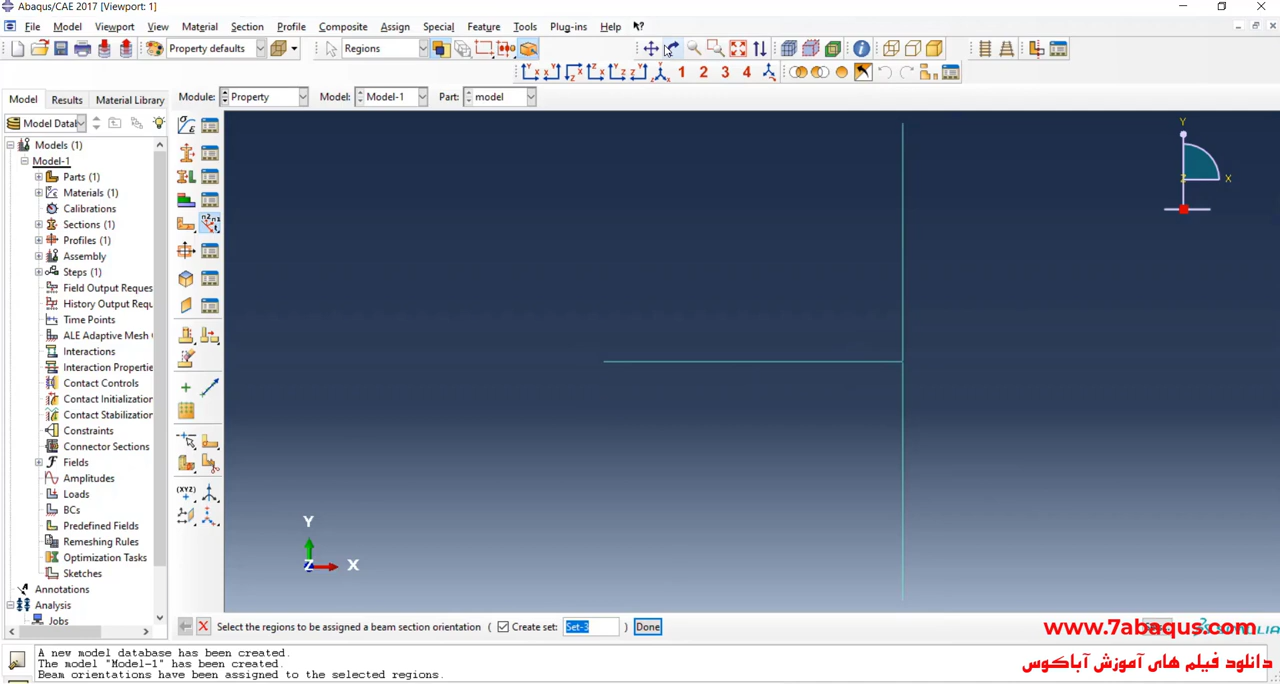 Abaqus/CAE 2017 [Viewport: 1]
File Model Viewport View Material Section Profile Composite Assign Special Feature Tools Plug-ins Help
Property defaults Regions
1 2 3 4
Model Results Material Library Module: Property Model: Model-1 Part: model
Model Datal
Models (1)
Model-1
Parts (1)
Materials (1)
Calibrations
Sections (1)
Profiles (1)
Assembly
Steps (1)
Field Output Reques
History Output Requ
Time Points
ALE Adaptive Mesh
Interactions
Interaction Propertie
Contact Controls
Contact Initialization
Contact Stabilization
Constraints
Connector Sections
Fields
Amplitudes
Loads
BCs
Predefined Fields
Remeshing Rules
Optimization Tasks
Sketches
Annotations
Analysis
Jobs
Y
X
Z
Y
X
Z
(XYZ)
Select the regions to be assigned a beam section orientation ( Create set: Set-3 ) Done
www.7abaqus.com
دانلود فیلم های آموزش آباکوس
A new model database has been created.
The model "Model-1" has been created.
Beam orientations have been assigned to the selected regions.